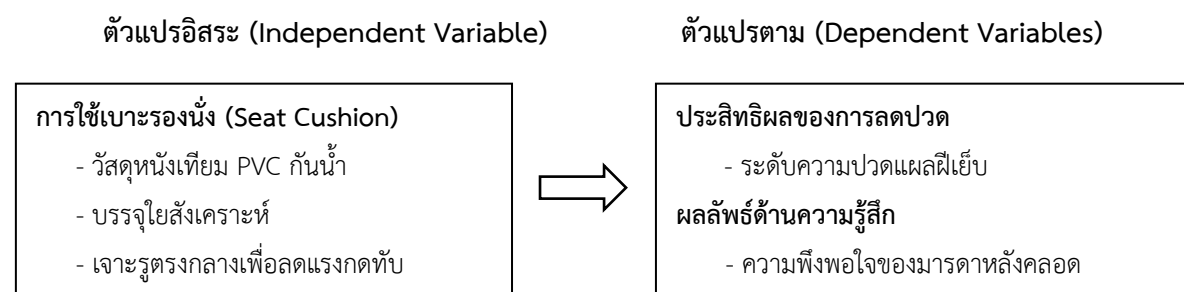 ตัวแปรอิสระ (Independent Variable)
ตัวแปรตาม (Dependent Variables)
การใช้เบาะรองนั่ง (Seat Cushion)
- วัสดุหนังเทียม PVC กันน้ำ
- บรรจุใยสังเคราะห์
- เจาะรูตรงกลางเพื่อลดแรงกดทับ
ประสิทธิผลของการลดปวด
- ระดับความปวดแผลฝีเย็บ
ผลลัพธ์ด้านความรู้สึก
- ความพึงพอใจของมารดาหลังคลอด